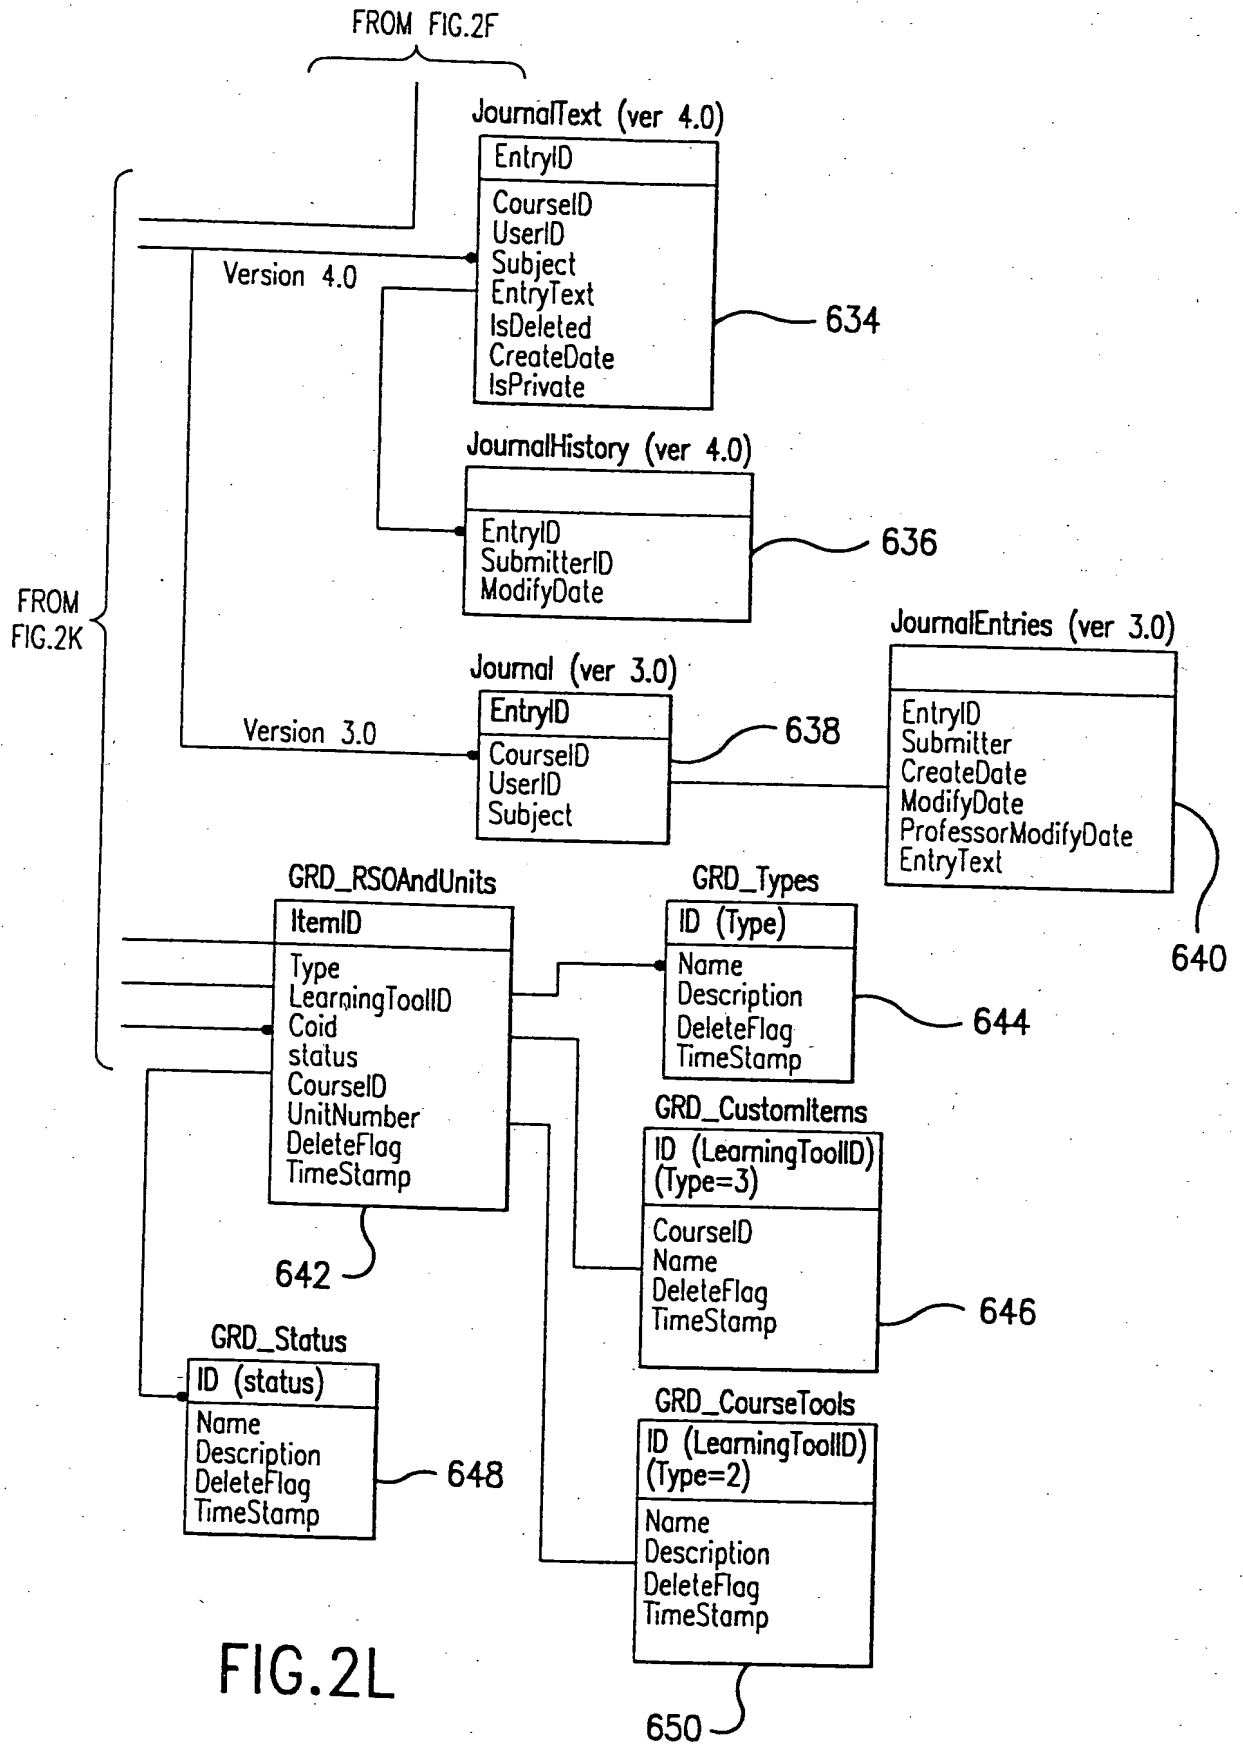 FROM FIG.2F
JournalText (ver 4.0)
EntryID
CourseID
UserID
Subject
EntryText
IsDeleted
CreateDate
IsPrivate
634
Version 4.0
JournalHistory (ver 4.0)
EntryID
SubmitterID
ModifyDate
636
FROM
FIG.2K
JournalEntries (ver 3.0)
EntryID
Submitter
CreateDate
ModifyDate
ProfessorModifyDate
EntryText
640
Journal (ver 3.0)
EntryID
CourseID
UserID
Subject
638
Version 3.0
GRD_RSOAndUnits
ItemID
Type
LearningToolID
Coid
status
CourseID
UnitNumber
DeleteFlag
TimeStamp
642
GRD_Types
ID (Type)
Name
Description
DeleteFlag
TimeStamp
644
GRD_CustomItems
ID (LearningToolID)
(Type=3)
CourseID
Name
DeleteFlag
TimeStamp
646
GRD_Status
ID (status)
Name
Description
DeleteFlag
TimeStamp
648
GRD_CourseTools
ID (LearningToolID)
(Type=2)
Name
Description
DeleteFlag
TimeStamp
650
FIG.2L